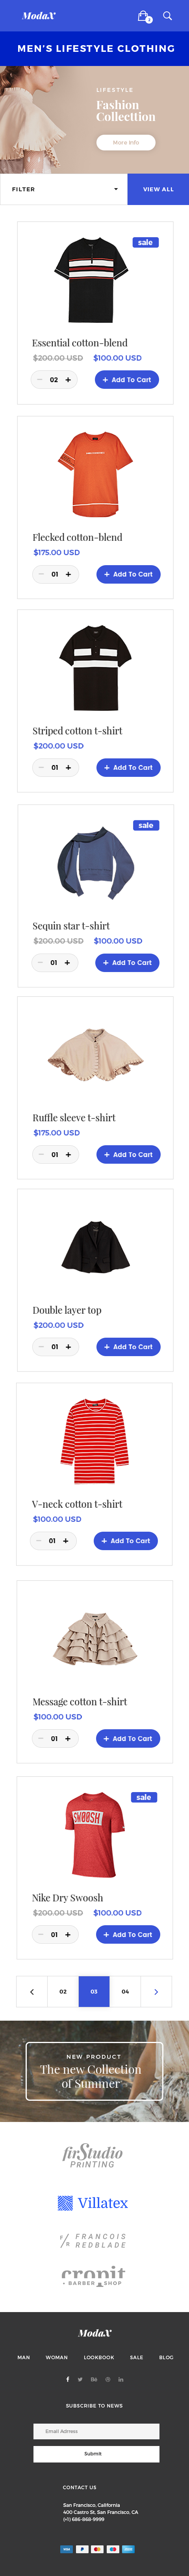 ModaX
2
MEN'S LIFESTYLE CLOTHING
LIFESTYLE
Fashion
Collecttion
More Info
FILTER
VIEW ALL
sale
Essential cotton-blend
$200.00 USD $100.00 USD
02
Add To Cart
Flecked cotton-blend
$175.00 USD
01
Add To Cart
Striped cotton t-shirt
$200.00 USD
01
Add To Cart
sale
Sequin star t-shirt
$200.00 USD $100.00 USD
01
Add To Cart
Ruffle sleeve t-shirt
$175.00 USD
01
Add To Cart
Double layer top
$200.00 USD
01
Add To Cart
V-neck cotton t-shirt
$100.00 USD
01
Add To Cart
Message cotton t-shirt
$100.00 USD
01
Add To Cart
sale
SWOOSH
Nike Dry Swoosh
$200.00 USD $100.00 USD
01
Add To Cart
02 03 04
NEW PRODUCT
The new Collection
of Summer
firStudio
PRINTING
Villatex
F/B FRANCOIS
REDBLADE
cronit
BARBER SHOP
ModaX
MAN WOMAN LOOKBOOK SALE BLOG
SUBSCRIBE TO NEWS
Email Address
Submit
CONTACT US
San Francisco, California
400 Castro St, San Francisco, CA
(+1) 686-868-9999